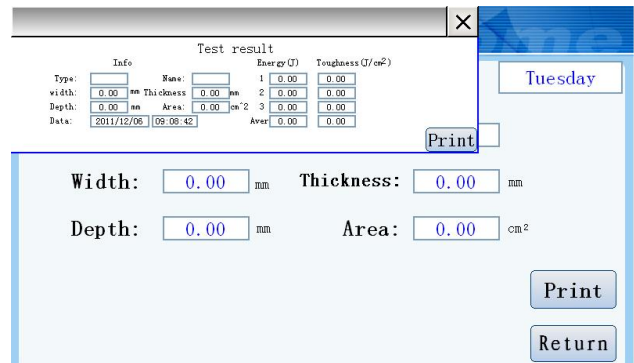 Test result
Info Energy(J) Toughness(J/cm²)
Type: Name: 1 0.00 0.00
width: 0.00 mm Thickness 0.00 mm 2 0.00 0.00
Depth: 0.00 mm Area: 0.00 cm^2 3 0.00 0.00
Data: 2011/12/06 09:08:42 Aver 0.00 0.00
Print
Tuesday
Width: 0.00 mm Thickness: 0.00 mm
Depth: 0.00 mm Area: 0.00 cm²
Print
Return